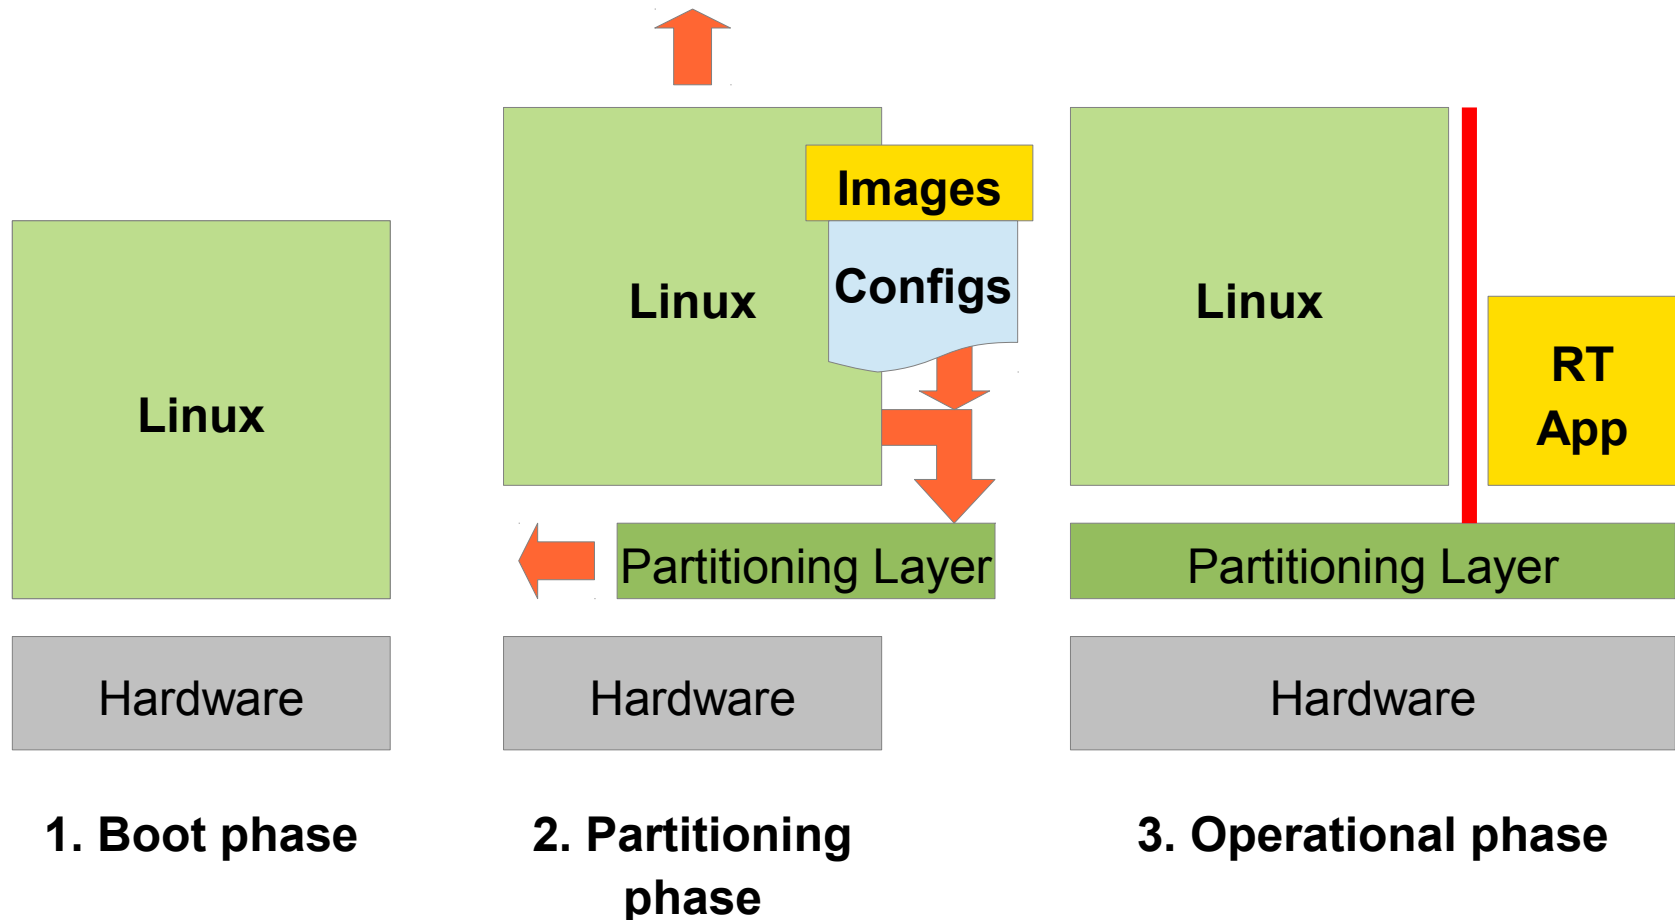 Linux
Hardware
1. Boot phase
Images
Configs
Linux
Partitioning Layer
Hardware
2. Partitioning
phase
Linux
RT
App
Partitioning Layer
Hardware
3. Operational phase